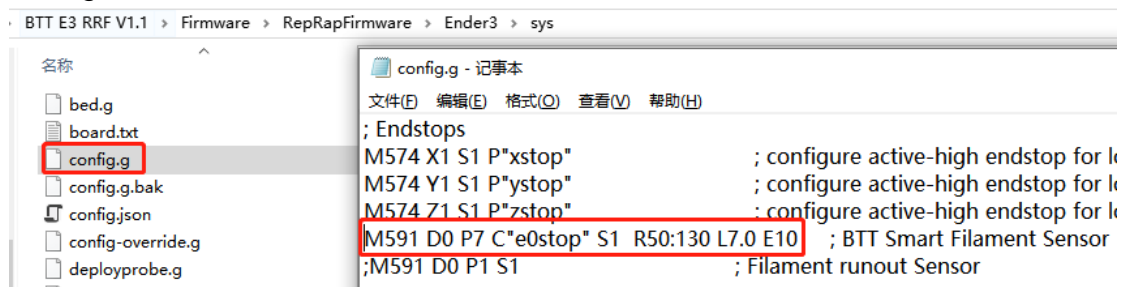 BTT E3 RRF V1.1 > Firmware > RepRapFirmware > Ender3 > sys
名称
bed.g
board.txt
config.g
config.g.bak
config.json
config-override.g
deployprobe.g
config.g - 记事本
文件(F) 编辑(E) 格式(O) 查看(V) 帮助(H)
; Endstops
M574 X1 S1 P"xstop" ; configure active-high endstop for
M574 Y1 S1 P"ystop" ; configure active-high endstop for
M574 Z1 S1 P"zstop" ; configure active-high endstop for
M591 D0 P7 C"e0stop" S1 R50:130 L7.0 E10 ; BTT Smart Filament Sensor
;M591 D0 P1 S1 ; Filament runout Sensor